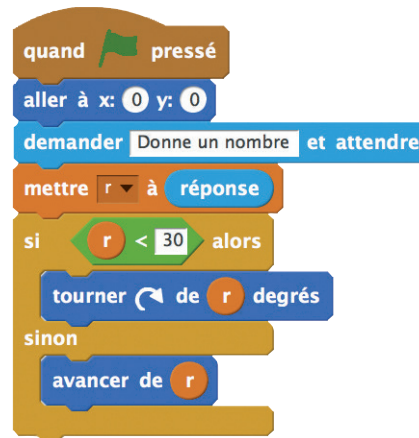 quand pressé
aller à x: 0 y: 0
demander Donne un nombre et attendre
mettre r à réponse
si r < 30 alors
tourner de r degrés
sinon
avancer de r